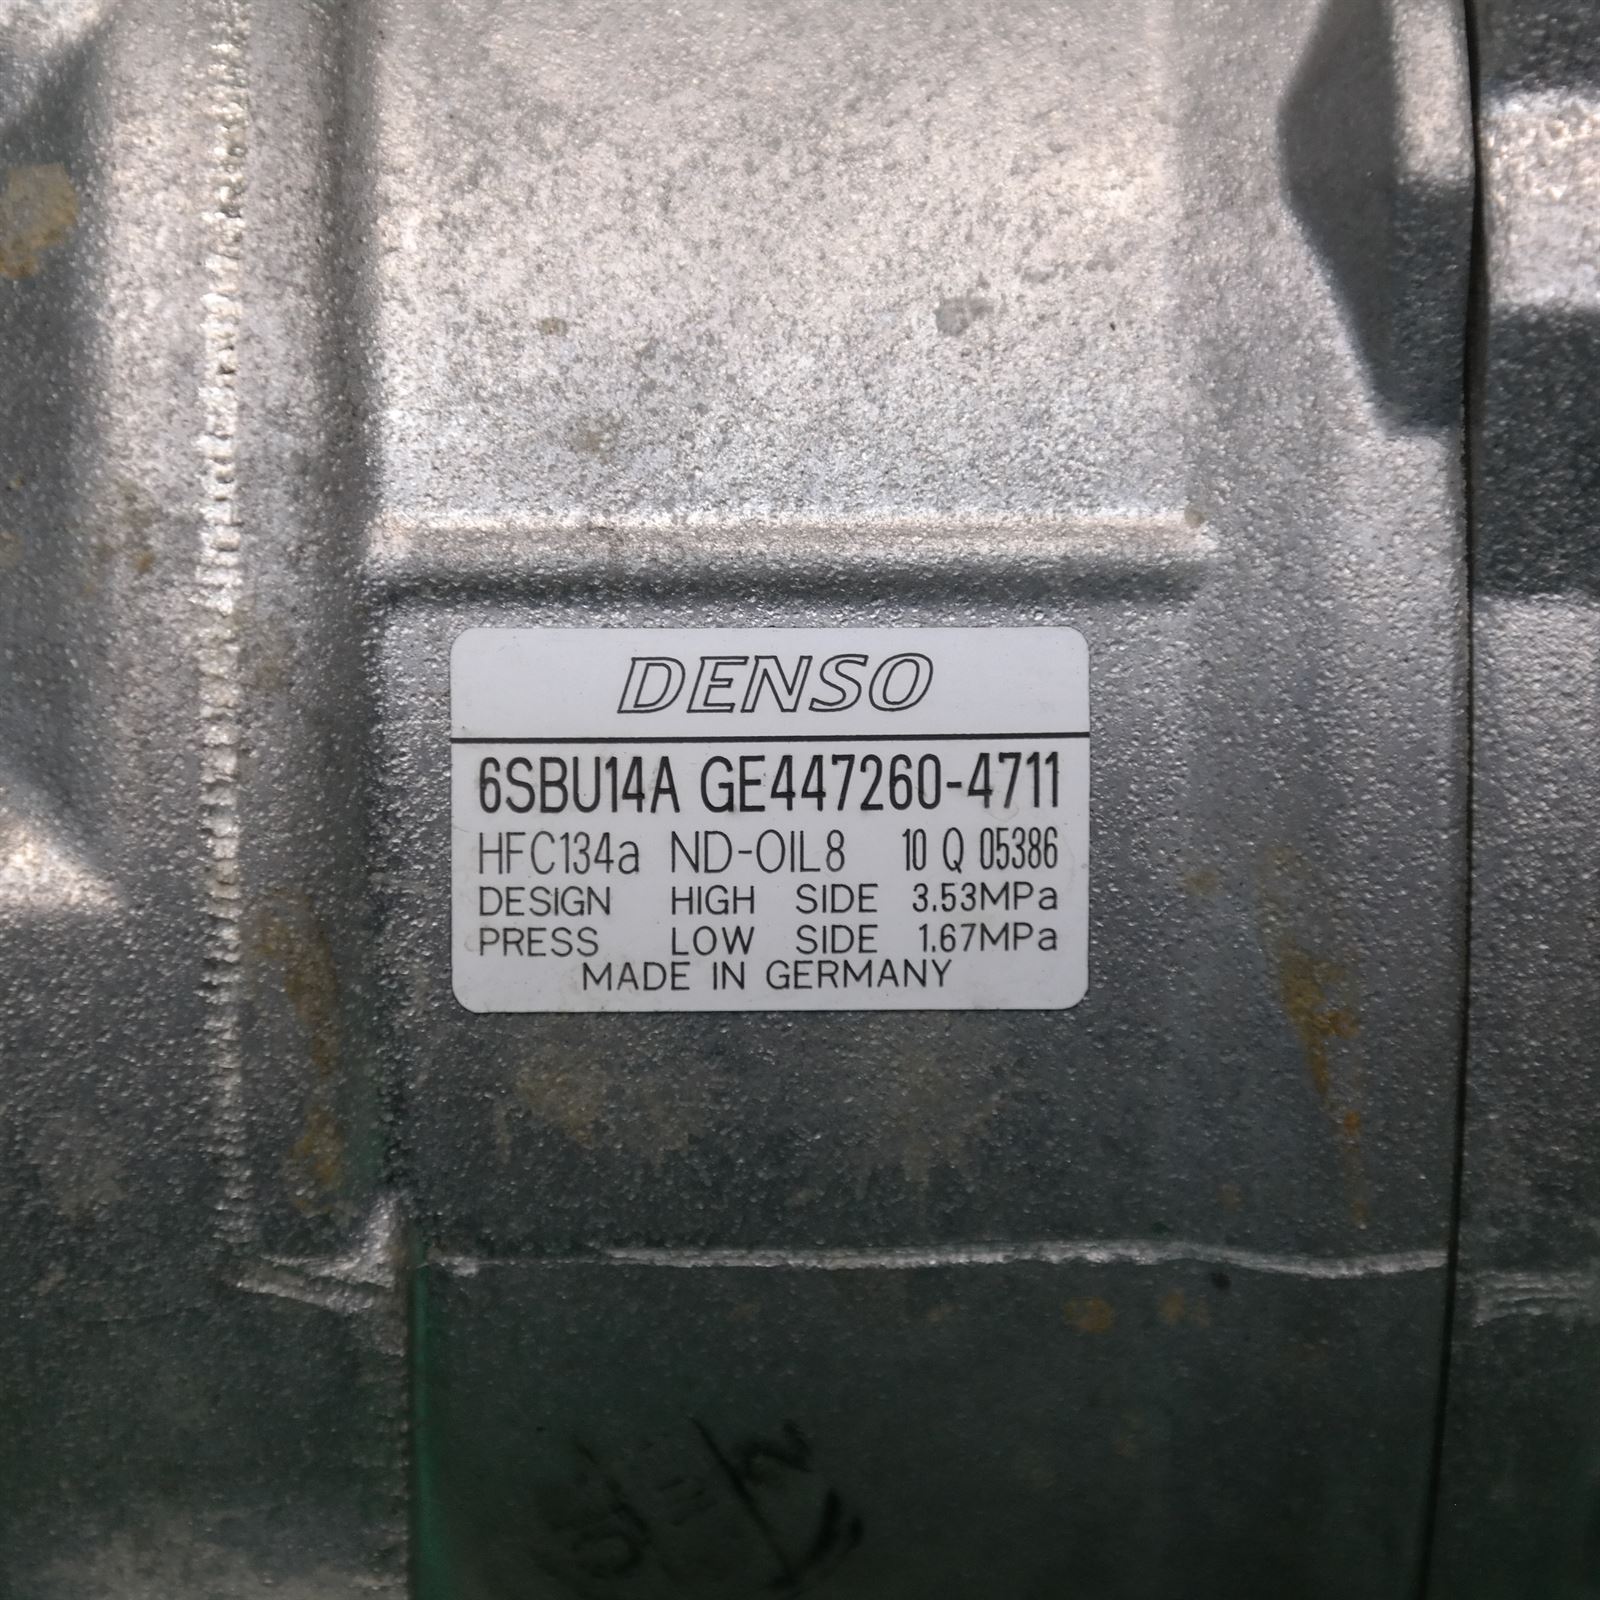 DENSO
6SBU14A GE447260-4711
HFC134a ND-OIL8 10 Q 05386
DESIGN HIGH SIDE 3.53MPa
PRESS LOW SIDE 1.67MPa
MADE IN GERMANY